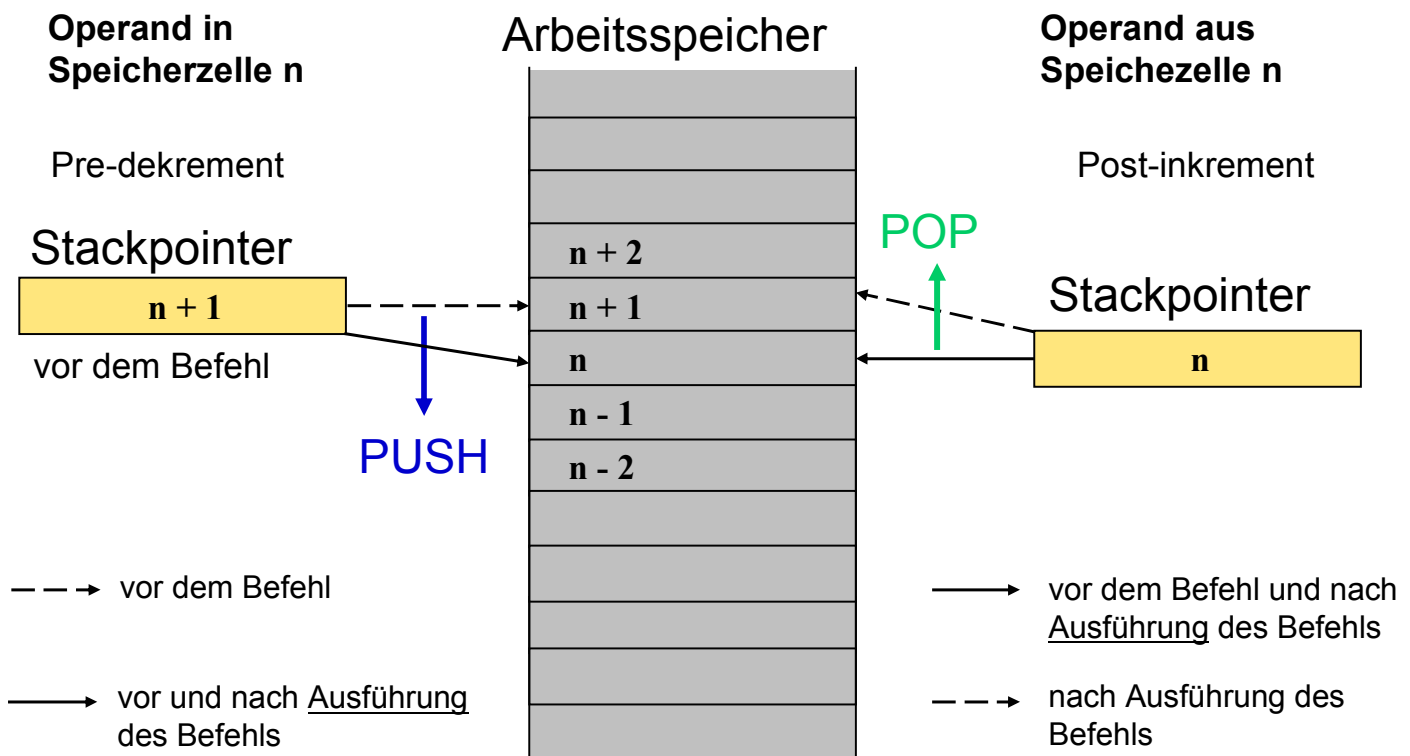 Operand in
Speicherzelle n
Pre-dekrement
Stackpointer
n + 1
vor dem Befehl
PUSH
Arbeitsspeicher
n + 2
n + 1
n
n - 1
n - 2
Operand aus
Speichezelle n
Post-inkrement
POP
Stackpointer
n
vor dem Befehl
vor und nach Ausführung
des Befehls
vor dem Befehl und nach
Ausführung des Befehls
nach Ausführung des
Befehls